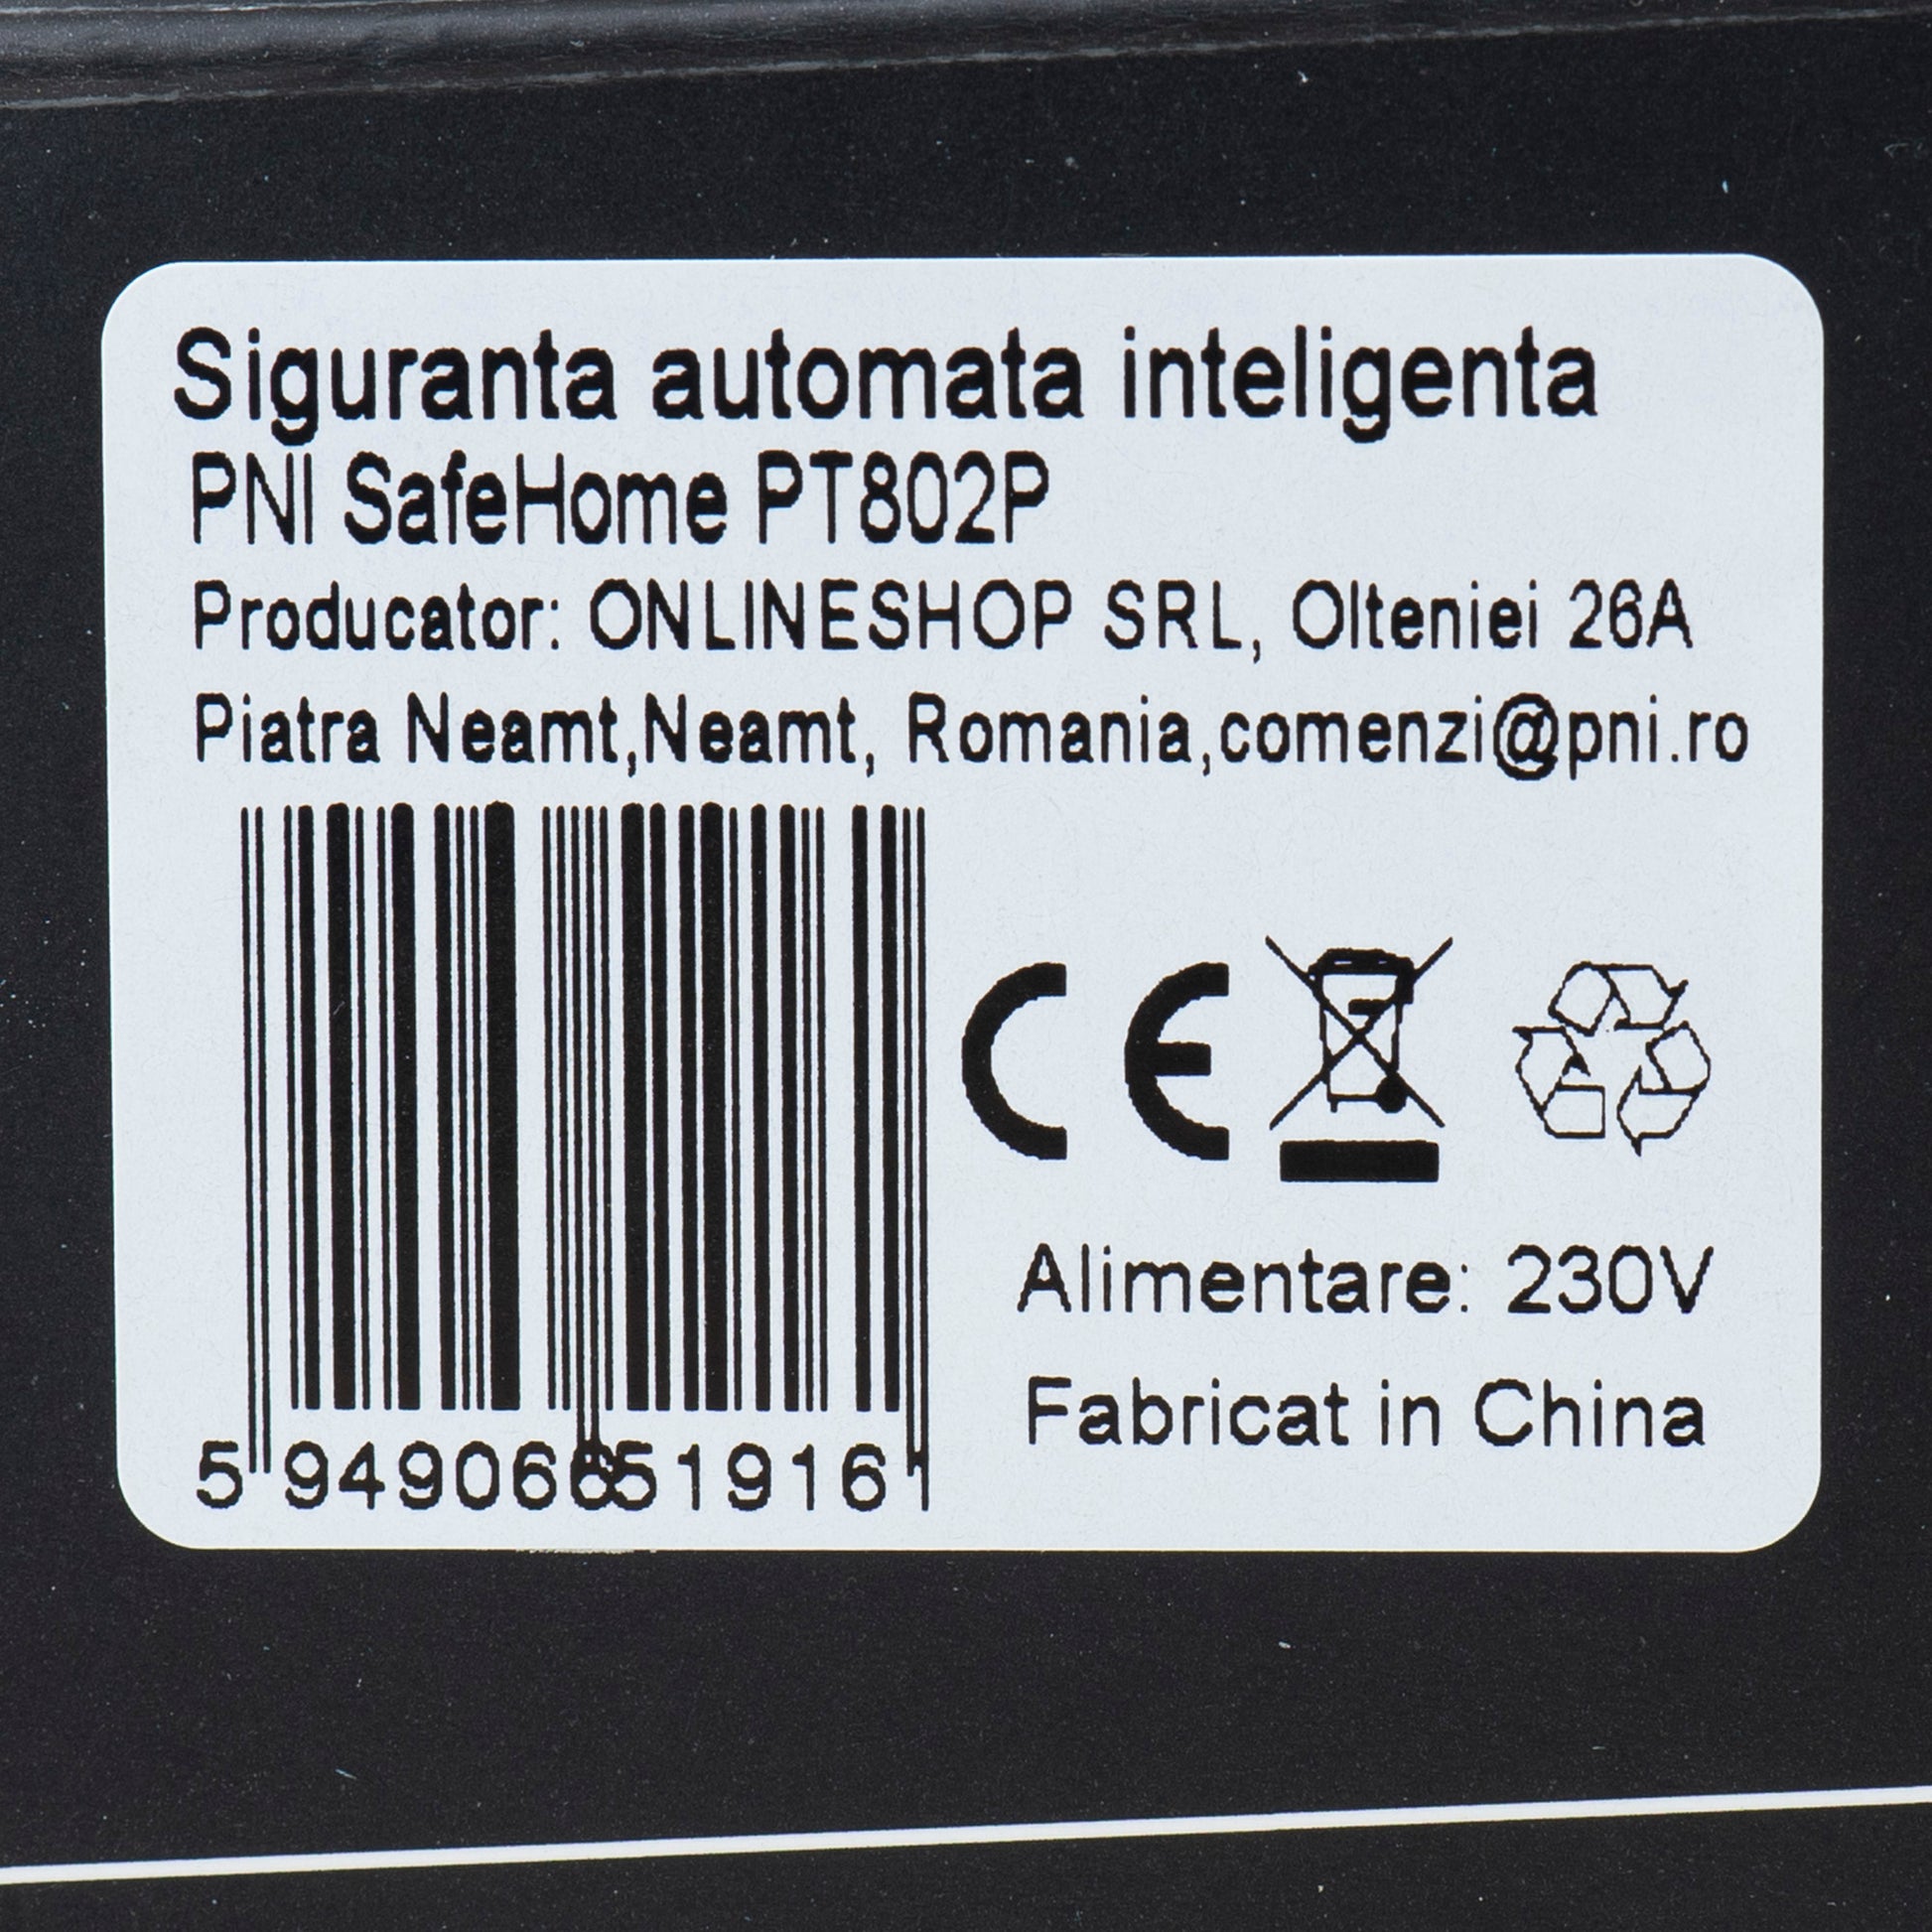 Siguranta automata inteligenta
PNI SafeHome PT802P
Producator: ONLINESHOP SRL, Olteniei 26A
Piatra Neamt,Neamt, Romania,comenzi@pni.ro
CE
Alimentare: 230V
Fabricat in China
5 949066 519161